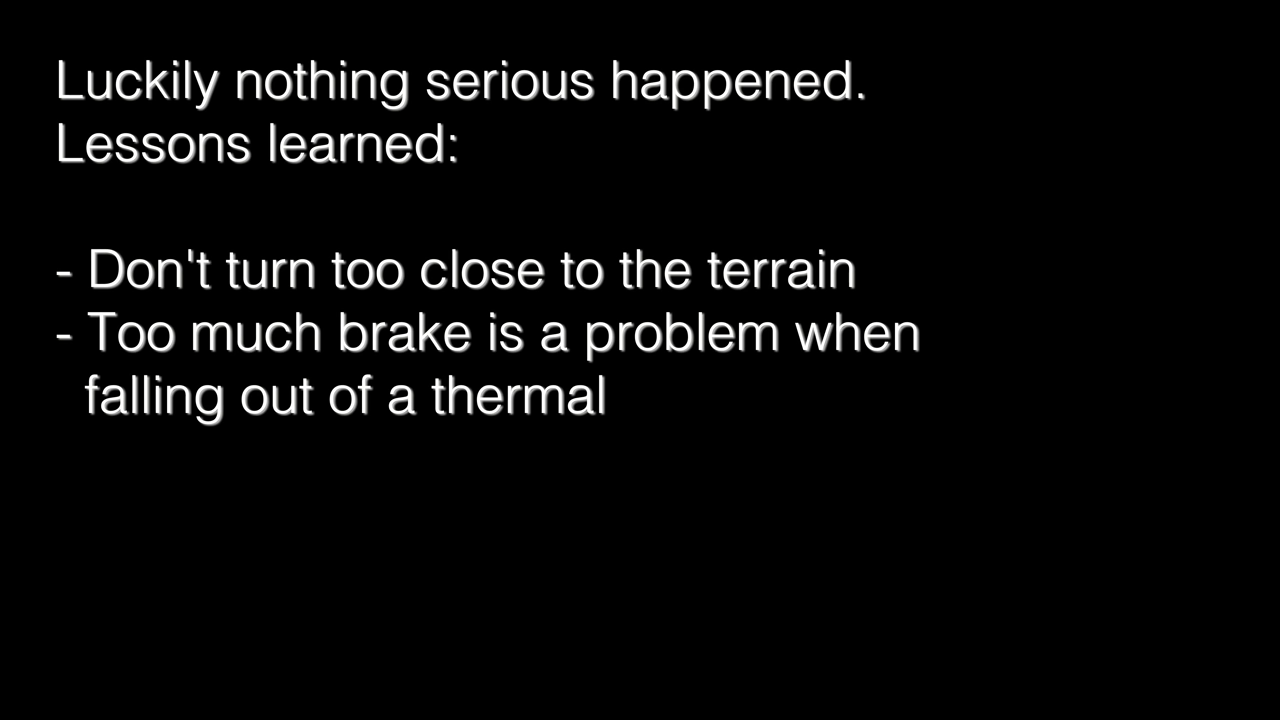 Luckily nothing serious happened.
Lessons learned:
- Don't turn too close to the terrain
- Too much brake is a problem when
falling out of a thermal